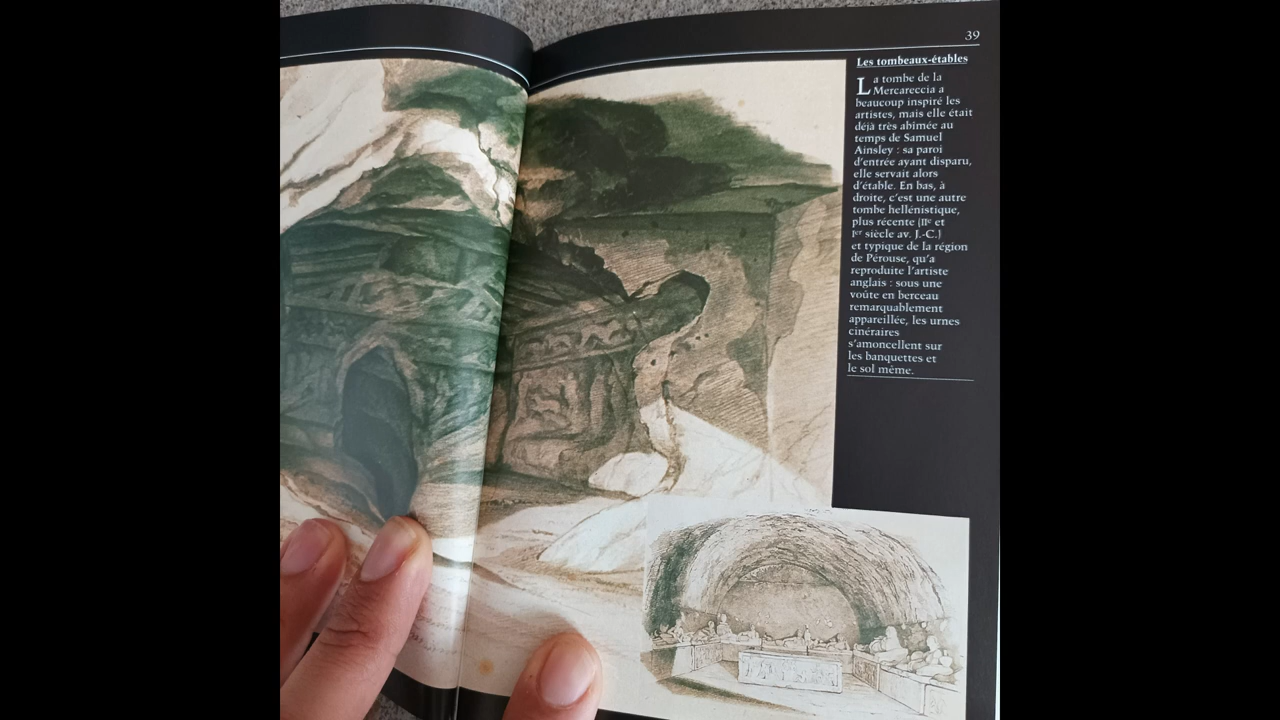 39
Les tombeaux-étables
La tombe de la
Mercareccia a
beaucoup inspiré les
artistes, mais elle était
déjà très abîmée au
temps de Samuel
Ainsley : sa paroi
d'entrée ayant disparu,
elle servait alors
d'étable. En bas, à
droite, c'est une autre
tombe hellénistique,
plus récente (IIe et
Ier siècle av. J.-C.)
et typique de la région
de Pérouse, qu'a
reproduite l'artiste
anglais : sous une
voûte en berceau
remarquablement
appareillée, les urnes
cinéraires
s'amoncellent sur
les banquettes et
le sol même.